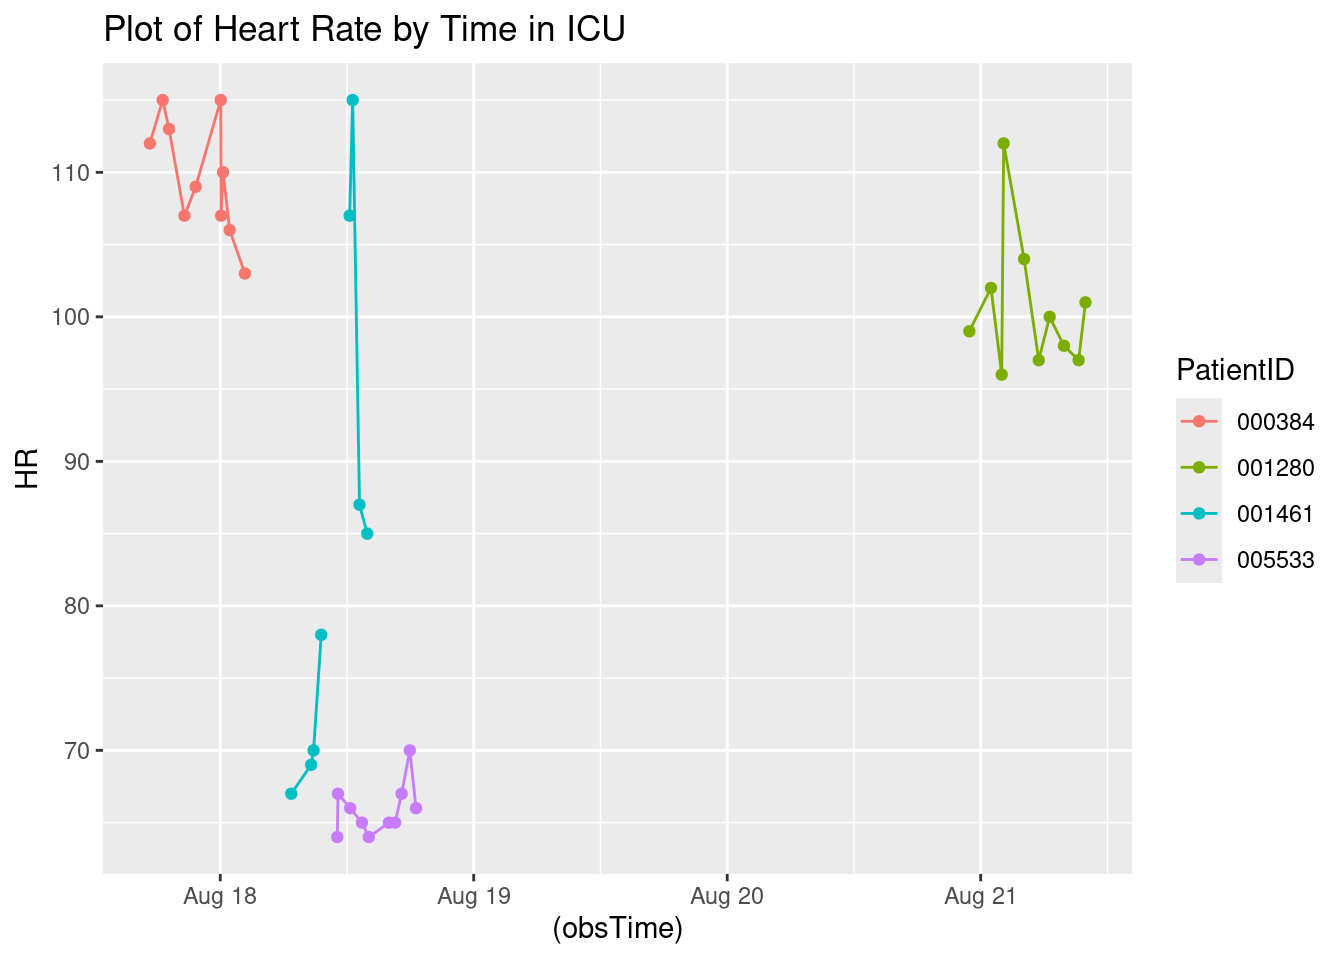 Plot of Heart Rate by Time in ICU
110
100
90
80
70
HR
Aug 18
Aug 19
Aug 20
Aug 21
(obsTime)
PatientID
000384
001280
001461
005533